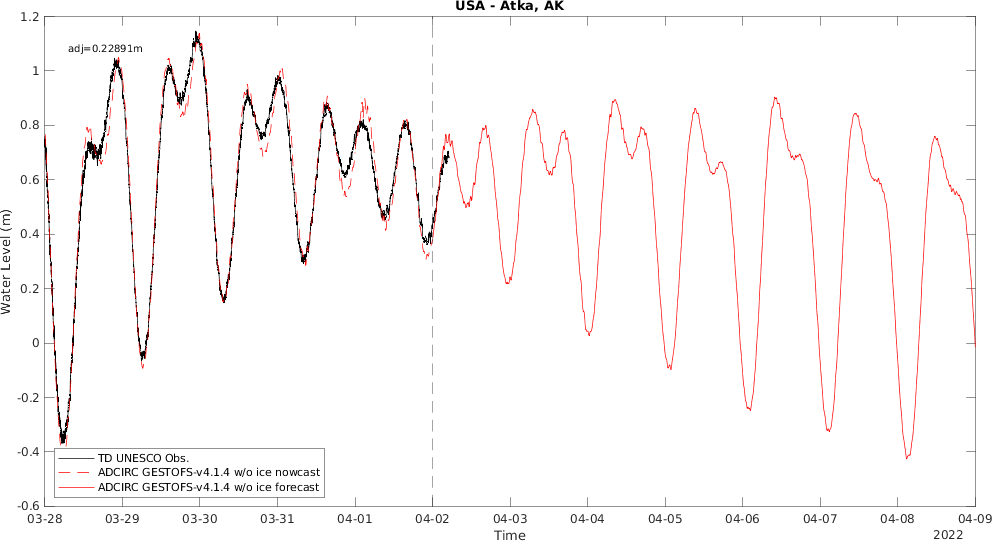 USA - Atka, AK
adj=0.22891m
1.2
1
0.8
0.6
0.4
0.2
0
-0.2
-0.4
-0.6
Water Level (m)
TD UNESCO Obs.
ADCIRC GESTOFS-v4.1.4 w/o ice nowcast
ADCIRC GESTOFS-v4.1.4 w/o ice forecast
03-28 03-29 03-30 03-31 04-01 04-02 04-03 04-04 04-05 04-06 04-07 04-08 04-09
Time
2022